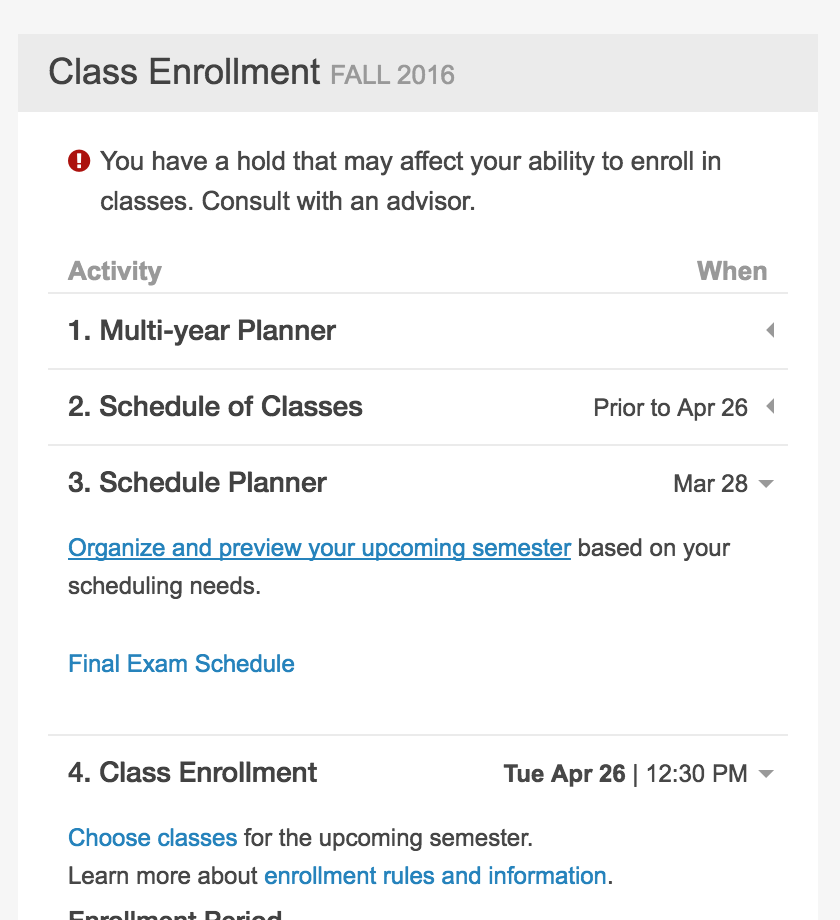 Class Enrollment FALL 2016
You have a hold that may affect your ability to enroll in
classes. Consult with an advisor.
Activity When
1. Multi-year Planner
2. Schedule of Classes Prior to Apr 26
3. Schedule Planner Mar 28
Organize and preview your upcoming semester based on your
scheduling needs.
Final Exam Schedule
4. Class Enrollment Tue Apr 26 | 12:30 PM
Choose classes for the upcoming semester.
Learn more about enrollment rules and information.
Enrollment Period